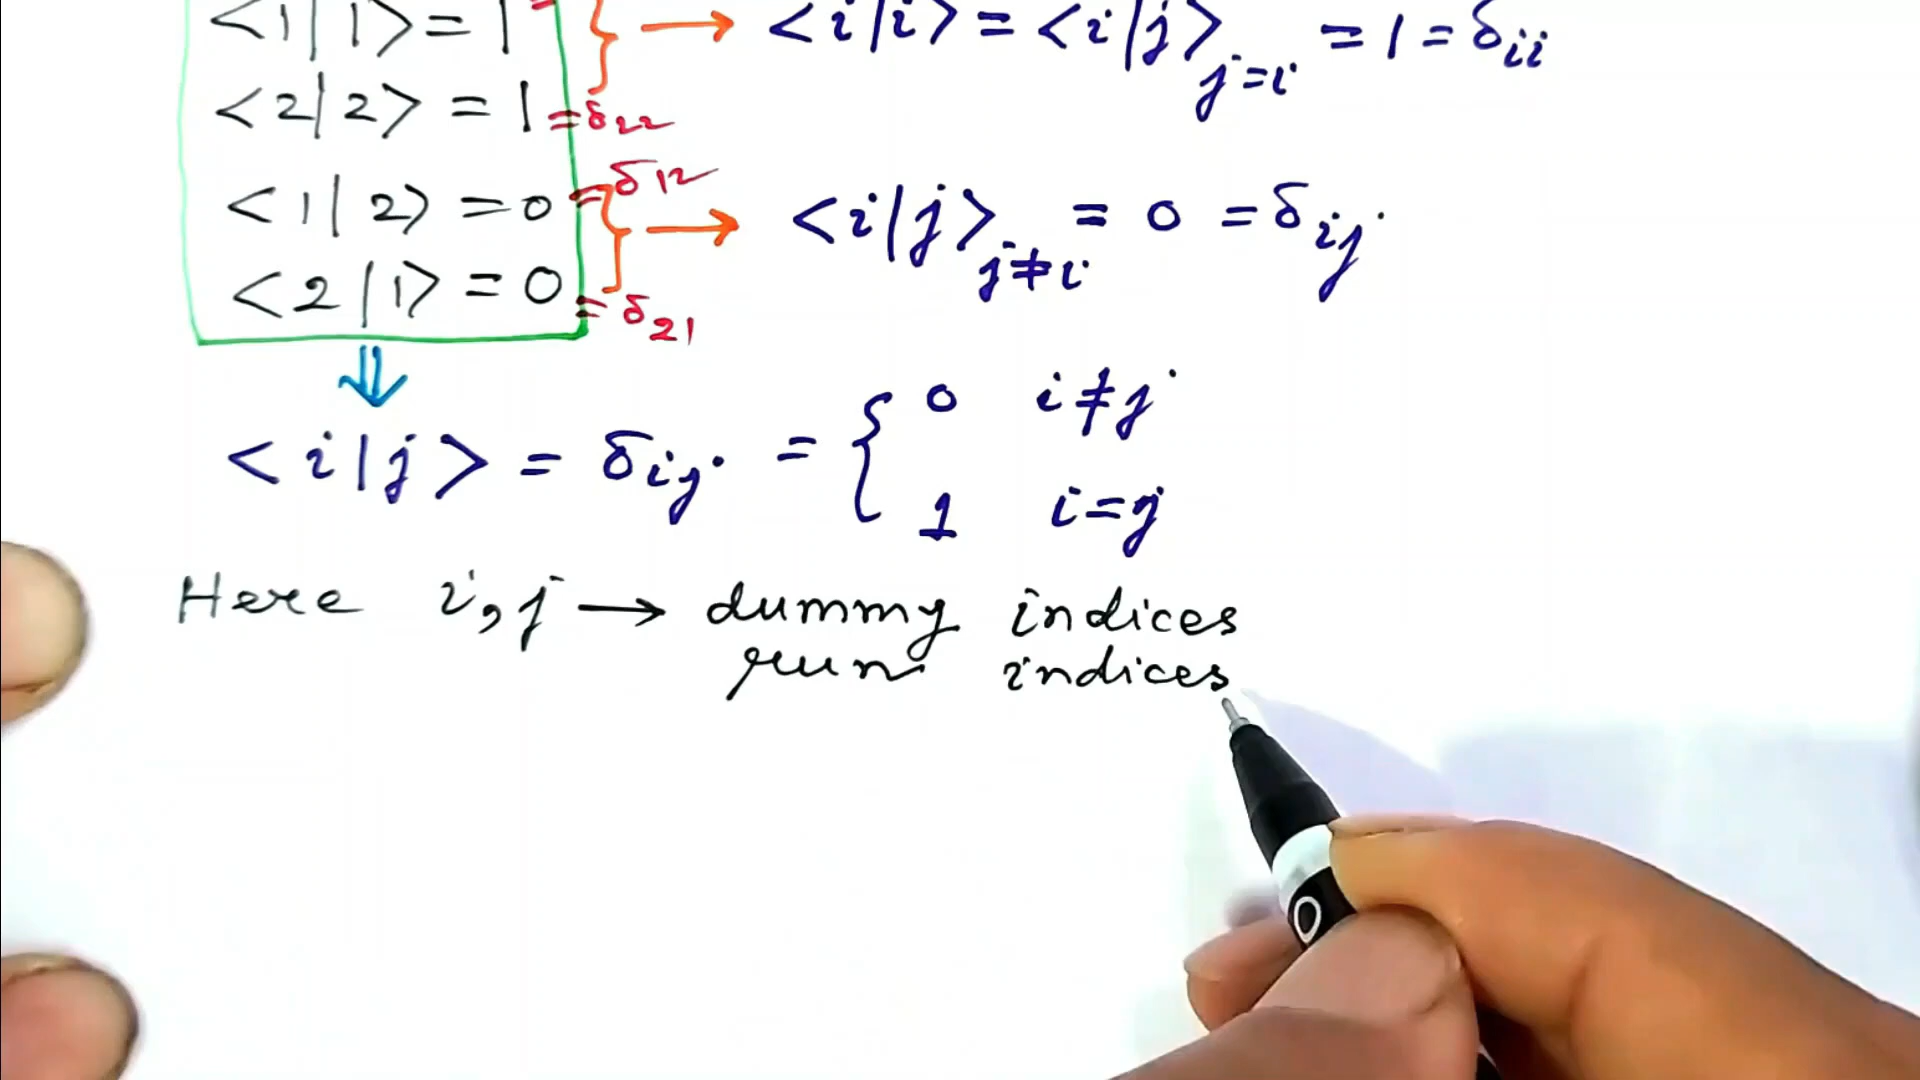 <1|1> = 1 → <i|i> = <i|j> j=i = 1 = δii
<2|2> = 1 = δ22
<1|2> = 0 = δ12 → <i|j> j≠i = 0 = δij
<2|1> = 0 = δ21
⇓
<i|j> = δij = { 0 i≠j
1 i=j
Here i,j → dummy indices
run indices